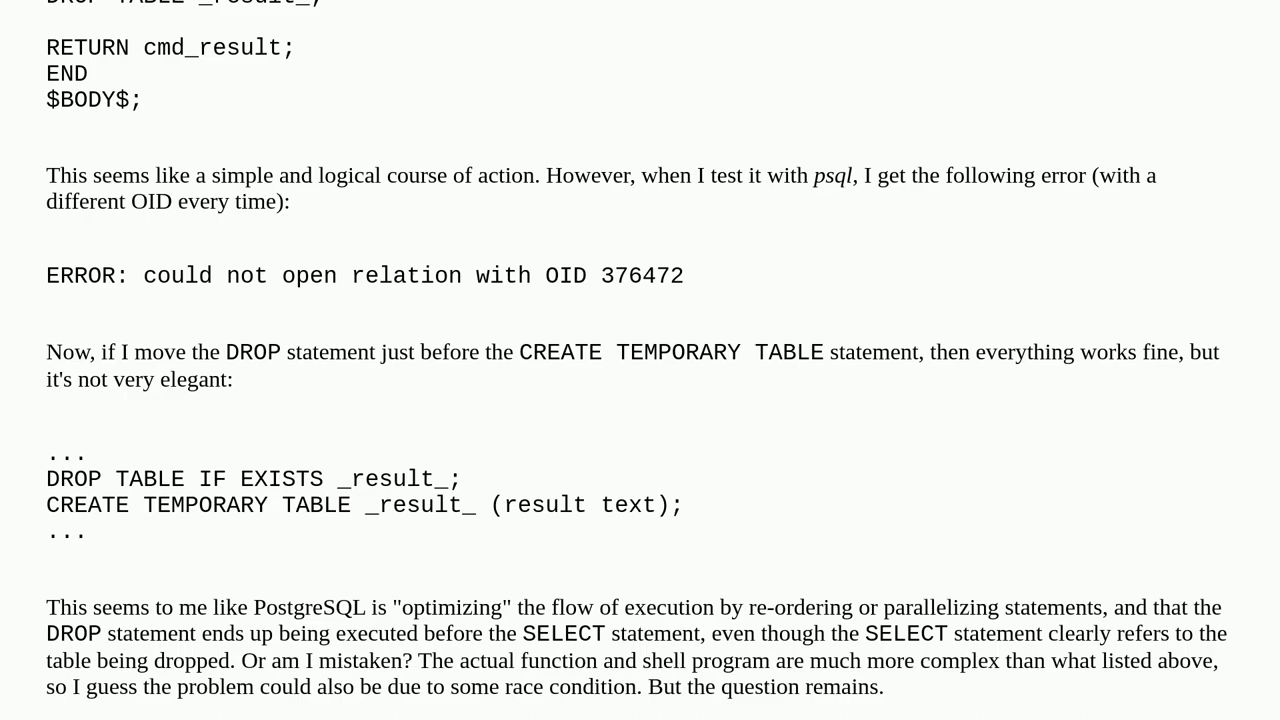 DROP TABLE _result_;
RETURN cmd_result;
END
$BODY$;
This seems like a simple and logical course of action. However, when I test it with psql, I get the following error (with a
different OID every time):
ERROR: could not open relation with OID 376472
Now, if I move the DROP statement just before the CREATE TEMPORARY TABLE statement, then everything works fine, but
it's not very elegant:
...
DROP TABLE IF EXISTS _result_;
CREATE TEMPORARY TABLE _result_ (result text);
...
This seems to me like PostgreSQL is "optimizing" the flow of execution by re-ordering or parallelizing statements, and that the
DROP statement ends up being executed before the SELECT statement, even though the SELECT statement clearly refers to the
table being dropped. Or am I mistaken? The actual function and shell program are much more complex than what listed above,
so I guess the problem could also be due to some race condition. But the question remains.